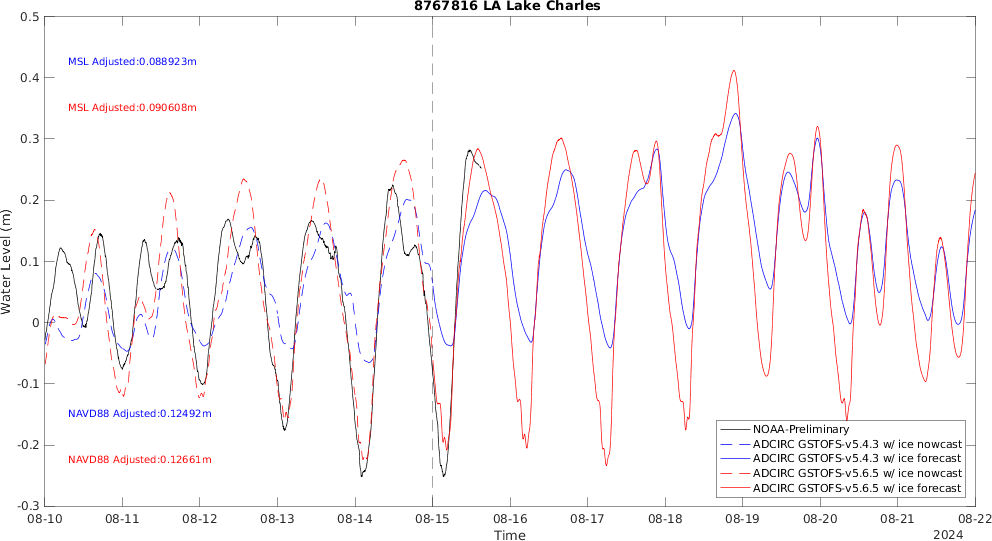 8767816 LA Lake Charles
0.5
0.4
0.3
0.2
0.1
0
-0.1
-0.2
-0.3
Water Level (m)
MSL Adjusted:0.088923m
MSL Adjusted:0.090608m
NAVD88 Adjusted:0.12492m
NAVD88 Adjusted:0.12661m
NOAA-Preliminary
ADCIRC GSTOFS-v5.4.3 w/ ice nowcast
ADCIRC GSTOFS-v5.4.3 w/ ice forecast
ADCIRC GSTOFS-v5.6.5 w/ ice nowcast
ADCIRC GSTOFS-v5.6.5 w/ ice forecast
08-10 08-11 08-12 08-13 08-14 08-15 08-16 08-17 08-18 08-19 08-20 08-21 08-22
Time
2024